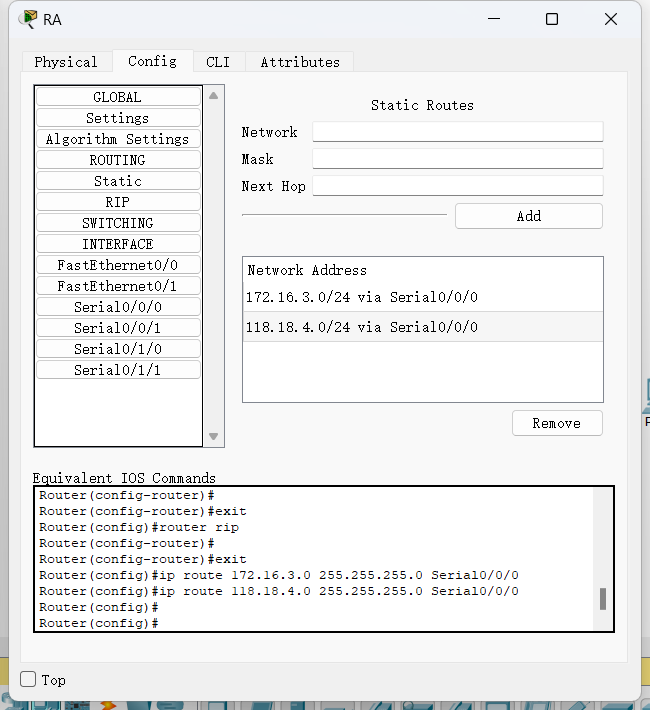 RA
Physical Config CLI Attributes
GLOBAL
Settings
Algorithm Settings
ROUTING
Static
RIP
SWITCHING
INTERFACE
FastEthernet0/0
FastEthernet0/1
Serial0/0/0
Serial0/0/1
Serial0/1/0
Serial0/1/1
Static Routes
Network
Mask
Next Hop
Add
Network Address
172.16.3.0/24 via Serial0/0/0
118.18.4.0/24 via Serial0/0/0
Remove
Equivalent IOS Commands
Router(config-router)#
Router(config-router)#exit
Router(config)#router rip
Router(config-router)#
Router(config-router)#exit
Router(config)#ip route 172.16.3.0 255.255.255.0 Serial0/0/0
Router(config)#ip route 118.18.4.0 255.255.255.0 Serial0/0/0
Router(config)#
Router(config)#
Top